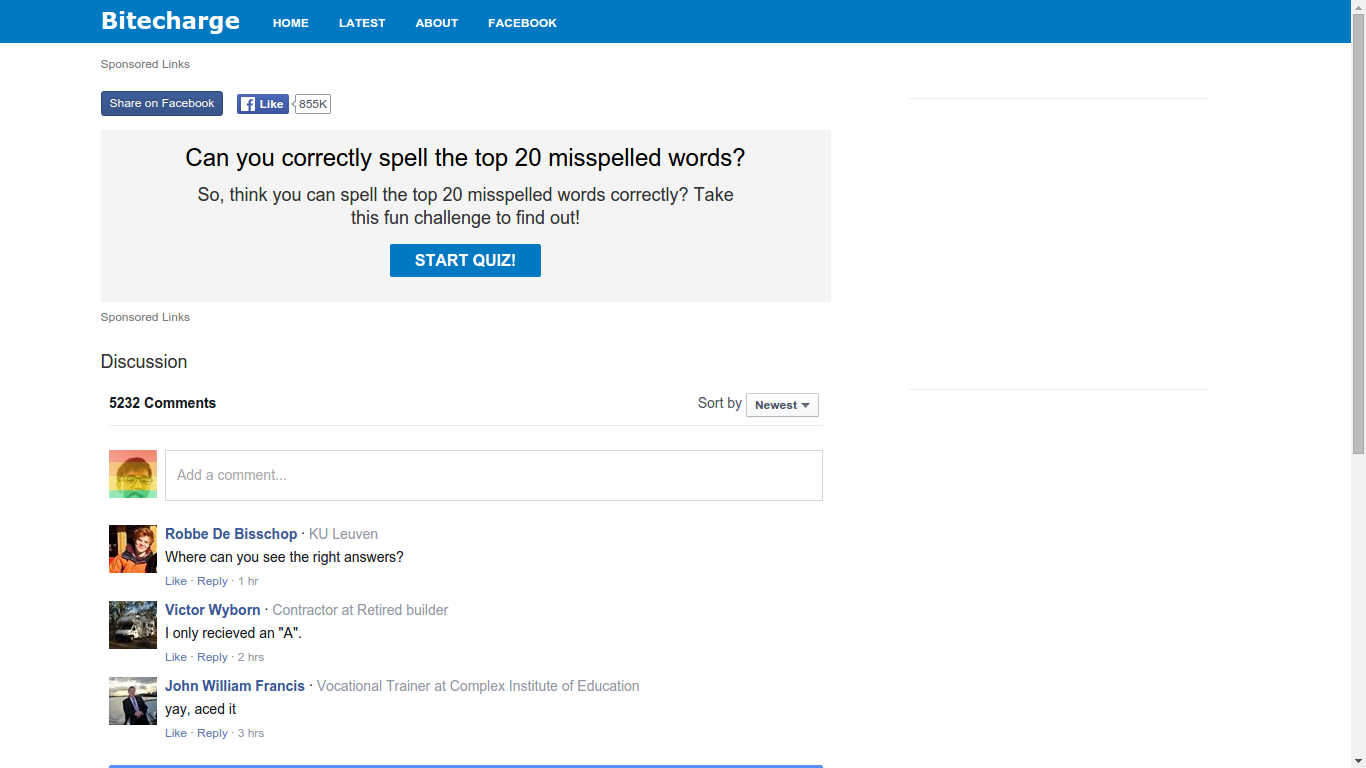 Bitecharge HOME LATEST ABOUT FACEBOOK
Sponsored Links
Share on Facebook Like 855K
Can you correctly spell the top 20 misspelled words?
So, think you can spell the top 20 misspelled words correctly? Take
this fun challenge to find out!
START QUIZ!
Sponsored Links
Discussion
5232 Comments Sort by Newest
Add a comment...
Robbe De Bisschop · KU Leuven
Where can you see the right answers?
Like · Reply · 1 hr
Victor Wyborn · Contractor at Retired builder
I only recieved an "A".
Like · Reply · 2 hrs
John William Francis · Vocational Trainer at Complex Institute of Education
yay, aced it
Like · Reply · 3 hrs